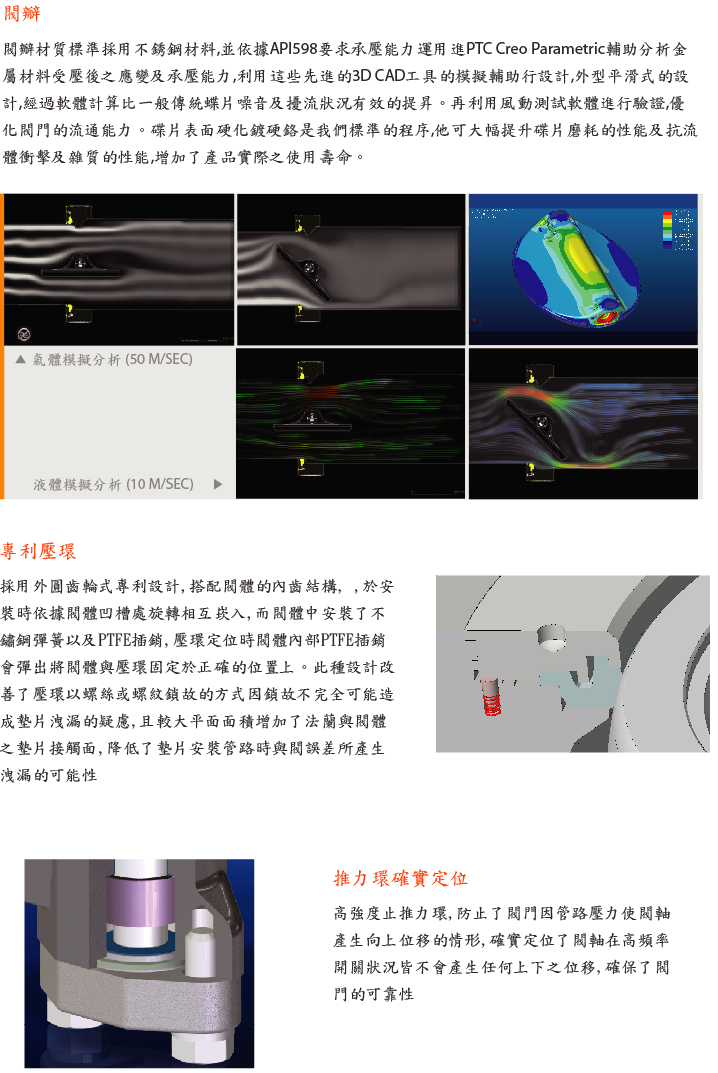 閥瓣
閥瓣材質標準採用不銹鋼材料,並依據API598要求承壓能力運用進PTC Creo Parametric輔助分析金
屬材料受壓後之應變及承壓能力,利用這些先進的3D CAD工具的模擬輔助行設計,外型平滑式的設
計,經過軟體計算比一般傳統蝶片噪音及擾流狀況有效的提昇。再利用風動測試軟體進行驗證,優
化閥門的流通能力。碟片表面硬化鍍硬鉻是我們標準的程序,他可大幅提升碟片磨耗的性能及抗流
體衝擊及雜質的性能,增加了產品實際之使用壽命。
▲ 氣體模擬分析 (50 M/SEC)
液體模擬分析 (10 M/SEC) ▶
專利壓環
採用外圓齒輪式專利設計, 搭配閥體的內齒結構, , 於安
裝時依據閥體凹槽處旋轉相互崁入, 而閥體中安裝了不
鏽鋼彈簧以及PTFE插銷, 壓環定位時閥體內部PTFE插銷
會彈出將閥體與壓環固定於正確的位置上。此種設計改
善了壓環以螺絲或螺紋鎖故的方式因鎖故不完全可能造
成墊片洩漏的疑慮, 且較大平面面積增加了法蘭與閥體
之墊片接觸面, 降低了墊片安裝管路時與閥誤差所產生
洩漏的可能性
推力環確實定位
高強度止推力環, 防止了閥門因管路壓力使閥軸
產生向上位移的情形, 確實定位了閥軸在高頻率
開關狀況皆不會產生任何上下之位移, 確保了閥
門的可靠性